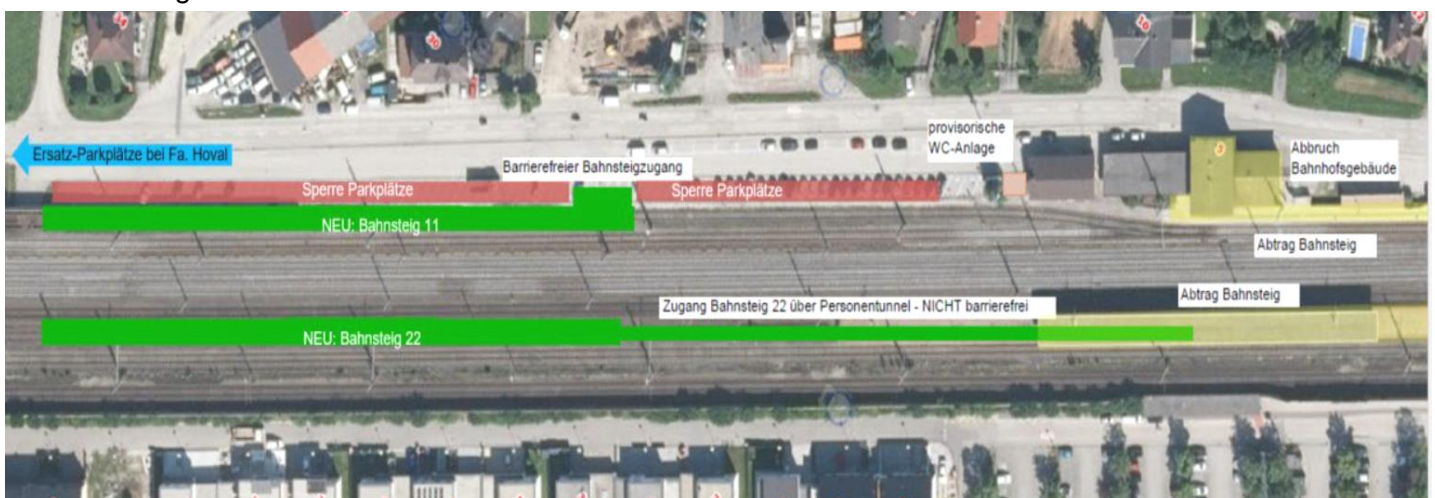 provisorische
WC-Anlage
Abbruch
Bahnhofsgebäude
Ersatz-Parkplätze bei Fa. Hoval
Barrierefreier Bahnsteigzugang
Sperre Parkplätze
Sperre Parkplätze
NEU: Bahnsteig 11
Abtrag Bahnsteig
Abtrag Bahnsteig
Zugang Bahnsteig 22 über Personentunnel - NICHT barrierefrei
NEU: Bahnsteig 22